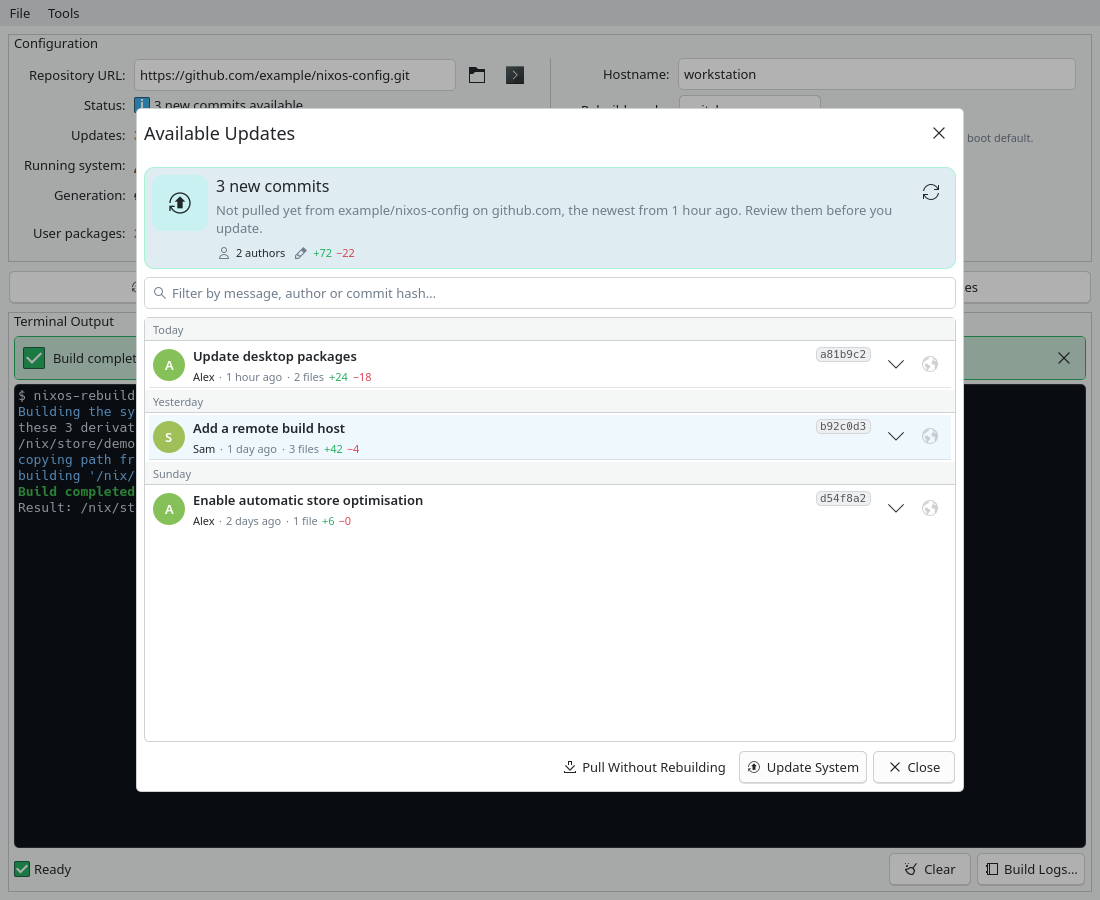 File Tools
Configuration
Repository URL: https://github.com/example/nixos-config.git
Hostname: workstation
Status: 3 new commits available
Updates:
boot default.
Running system:
Generation:
User packages:
Available Updates
3 new commits
Not pulled yet from example/nixos-config on github.com, the newest from 1 hour ago. Review them before you
update.
2 authors +72 −22
Filter by message, author or commit hash...
Today
A Update desktop packages a81b9c2
Alex · 1 hour ago · 2 files +24 −18
Yesterday
S Add a remote build host b92c0d3
Sam · 1 day ago · 3 files +42 −4
Sunday
A Enable automatic store optimisation d54f8a2
Alex · 2 days ago · 1 file +6 −0
Pull Without Rebuilding Update System Close
Terminal Output
Build complet
$ nixos-rebuild
Building the sy
these 3 derivat
/nix/store/demo
copying path fr
building '/nix/
Build completed
Result: /nix/st
Ready Clear Build Logs...